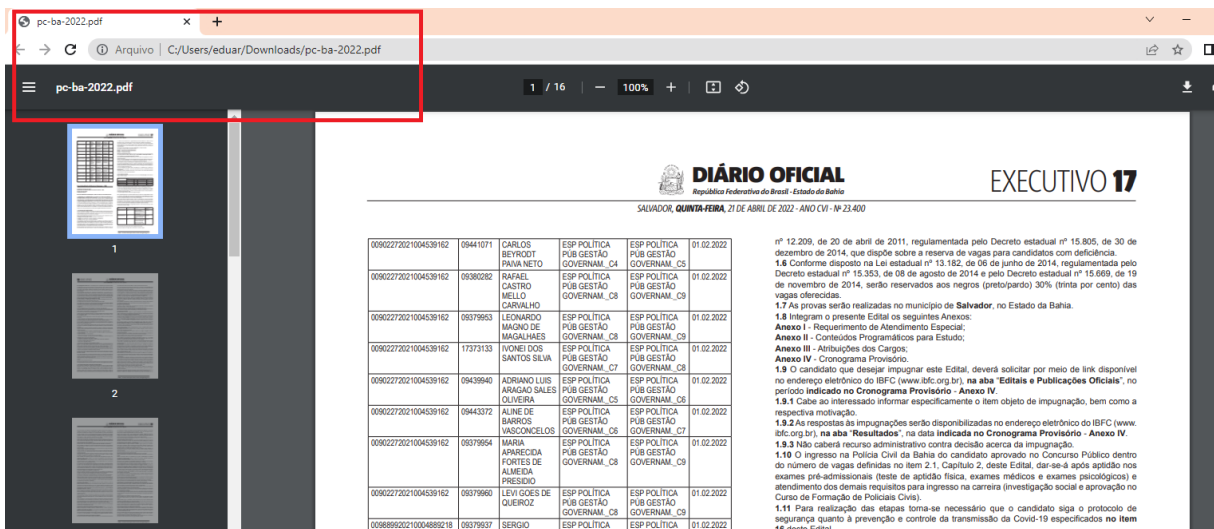 pc-ba-2022.pdf
Arquivo | C:/Users/eduar/Downloads/pc-ba-2022.pdf
pc-ba-2022.pdf
1 / 16
100%
1
2
DIÁRIO OFICIAL
República Federativa do Brasil - Estado da Bahia
EXECUTIVO 17
SALVADOR, QUINTA-FEIRA, 21 DE ABRIL DE 2022 - ANO CVI - Nº 23.400
00902272021004539162 09441071 CARLOS ESP POLÍTICA ESP POLÍTICA 01.02.2022
BEYRODT PÚB GESTÃO PÚB GESTÃO
PAIVA NETO GOVERNAM._C4 GOVERNAM._C5
00902272021004539162 09380282 RAFAEL ESP POLÍTICA ESP POLÍTICA 01.02.2022
CASTRO PÚB GESTÃO PÚB GESTÃO
MELLO GOVERNAM._C8 GOVERNAM._C9
CARVALHO
00902272021004539162 09379953 LEONARDO ESP POLÍTICA ESP POLÍTICA 01.02.2022
MAGNO DE PÚB GESTÃO PÚB GESTÃO
MAGALHAES GOVERNAM._C8 GOVERNAM._C9
00902272021004539162 17373133 IVONEI DOS ESP POLÍTICA ESP POLÍTICA 01.02.2022
SANTOS SILVA PÚB GESTÃO PÚB GESTÃO
GOVERNAM._C7 GOVERNAM._C8
00902272021004539162 09439940 ADRIANO LUIS ESP POLÍTICA ESP POLÍTICA 01.02.2022
ARAGAO SALES PÚB GESTÃO PÚB GESTÃO
OLIVEIRA GOVERNAM._C5 GOVERNAM._C6
00902272021004539162 09443372 ALINE DE ESP POLÍTICA ESP POLÍTICA 01.02.2022
BARROS PÚB GESTÃO PÚB GESTÃO
VASCONCELOS GOVERNAM._C6 GOVERNAM._C7
00902272021004539162 09379954 MARIA ESP POLÍTICA ESP POLÍTICA 01.02.2022
APARECIDA PÚB GESTÃO PÚB GESTÃO
FORTES DE GOVERNAM._C8 GOVERNAM._C9
ALMEIDA
PRESIDIO
00902272021004539162 09379960 LEVI GOES DE ESP POLÍTICA ESP POLÍTICA 01.02.2022
QUEIROZ PÚB GESTÃO PÚB GESTÃO
GOVERNAM._C8 GOVERNAM._C9
00988992021000488921 8 09379937 SERGIO ESP POLÍTICA ESP POLÍTICA 01.02.2022
nº 12.209, de 20 de abril de 2011, regulamentada pelo Decreto estadual nº 15.805, de 30 de
dezembro de 2014, que dispõe sobre a reserva de vagas para candidatos com deficiência.
1.6 Conforme disposto na Lei estadual nº 13.182, de 06 de junho de 2014, regulamentada pelo
Decreto estadual nº 15.353, de 08 de agosto de 2014 e pelo Decreto estadual nº 15.669, de 19
de novembro de 2014, serão reservados aos negros (preto/pardo) 30% (trinta por cento) das
vagas oferecidas.
1.7 As provas serão realizadas no município de Salvador, no Estado da Bahia.
1.8 Integram o presente Edital os seguintes Anexos:
Anexo I - Requerimento de Atendimento Especial;
Anexo II - Conteúdos Programáticos para Estudo;
Anexo III - Atribuições dos Cargos;
Anexo IV - Cronograma Provisório.
1.9 O candidato que desejar impugnar este Edital, deverá solicitar por meio de link disponível
no endereço eletrônico do IBFC (www.ibfc.org.br), na aba "Editais e Publicações Oficiais", no
período indicado no Cronograma Provisório - Anexo IV.
1.9.1 Cabe ao interessado informar especificamente o item objeto de impugnação, bem como a
respectiva motivação.
1.9.2 As respostas às impugnações serão disponibilizadas no endereço eletrônico do IBFC (www.
ibfc.org.br), na aba "Resultados", na data indicada no Cronograma Provisório - Anexo IV.
1.9.3 Não caberá recurso administrativo contra decisão acerca da impugnação.
1.10 O ingresso na Polícia Civil da Bahia do candidato aprovado no Concurso Público dentro
do número de vagas definidas no item 2.1, Capítulo 2, deste Edital, dar-se-á após aptidão nos
exames pré-admissionais (teste de aptidão física, exames médicos e exames psicológicos) e
atendimento dos demais requisitos para ingresso na carreira (investigação social e aprovação no
Curso de Formação de Policiais Civis).
1.11 Para realização das etapas torna-se necessário que o candidato siga o protocolo de
segurança quanto à prevenção e controle da transmissão da Covid-19 especificados no item
16 deste Edital.